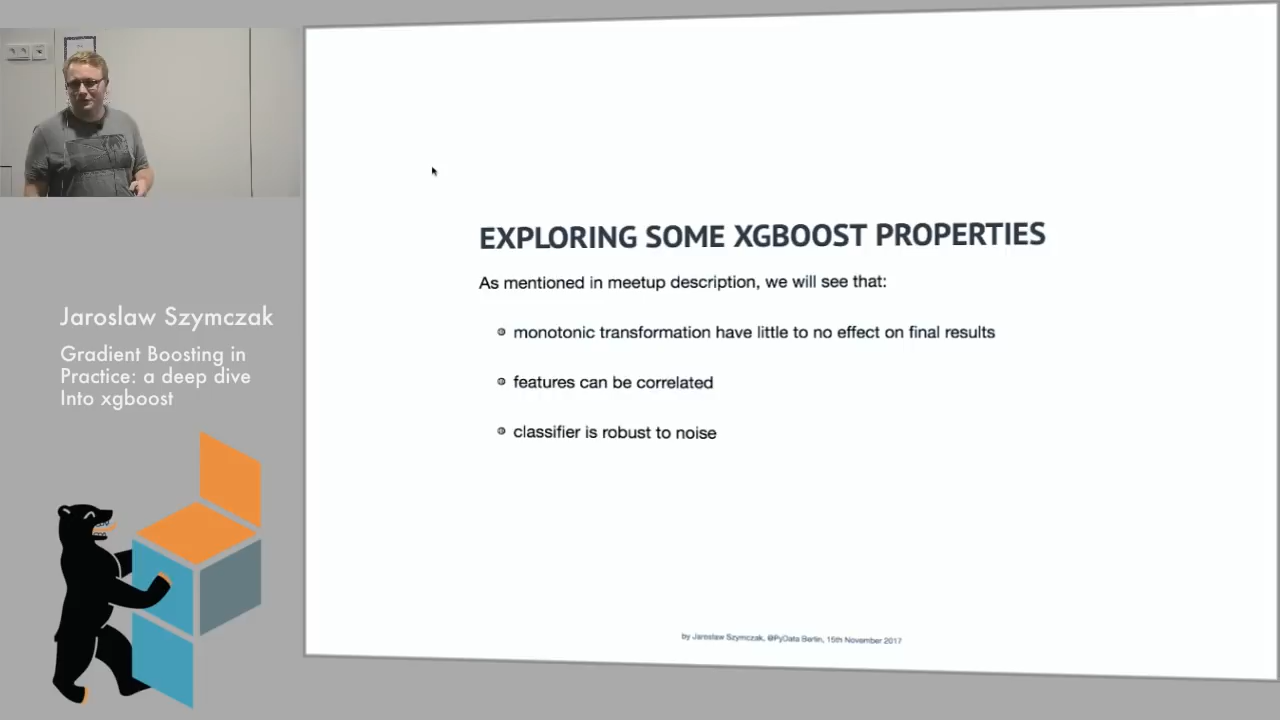 EXPLORING SOME XGBOOST PROPERTIES
As mentioned in meetup description, we will see that:
monotonic transformation have little to no effect on final results
features can be correlated
classifier is robust to noise
by Jaroslaw Szymczak, @PyData Berlin, 15th November 2017
Jaroslaw Szymczak
Gradient Boosting in
Practice: a deep dive
Into xgboost